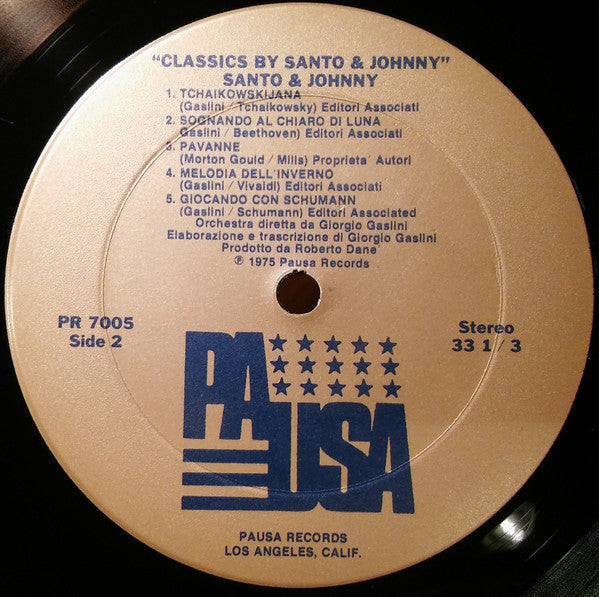 "CLASSICS BY SANTO & JOHNNY"
SANTO & JOHNNY
1. TCHAIKOWSKIJANA
(Gaslini / Tchaikowsky) Editori Associati
2. SOGNANDO AL CHIARO DI LUNA
Gaslini / Beethoven) Editori Associati
3. PAVANNE
(Morton Gould / Mills) Proprieta' Autori
4. MELODIA DELL'INVERNO
(Gaslini / Vivaldi) Editori Associati
5. GIOCANDO CON SCHUMANN
(Gaslini / Schumann) Editori Associated
Orchestra diretta da Giorgio Gaslini
Elaborazione e trascrizione di Giorgio Gaslini
Prodotto da Roberto Dane'
℗ 1975 Pausa Records
PR 7005
Side 2
Stereo
33 1 / 3
PAUSA
PAUSA RECORDS
LOS ANGELES, CALIF.